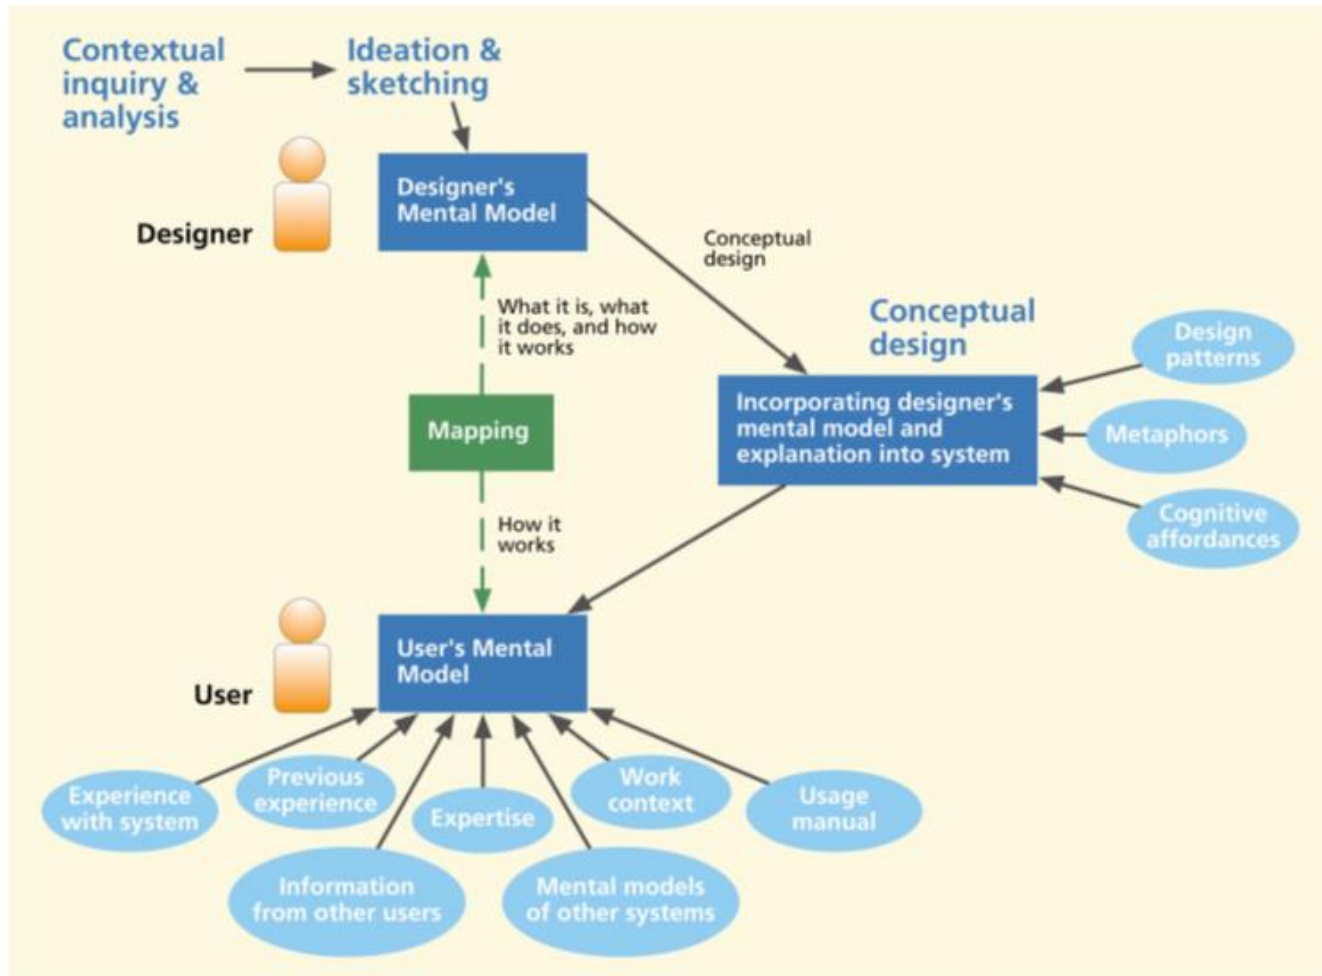 Contextual
inquiry &
analysis
Ideation &
sketching
Designer's
Mental Model
Designer
Conceptual
design
What it is, what
it does, and how
it works
Conceptual
design
Design
patterns
Mapping
Incorporating designer's
mental model and
explanation into system
Metaphors
Cognitive
affordances
How it
works
User's Mental
Model
User
Experience
with system
Previous
experience
Expertise
Work
context
Usage
manual
Information
from other users
Mental models
of other systems